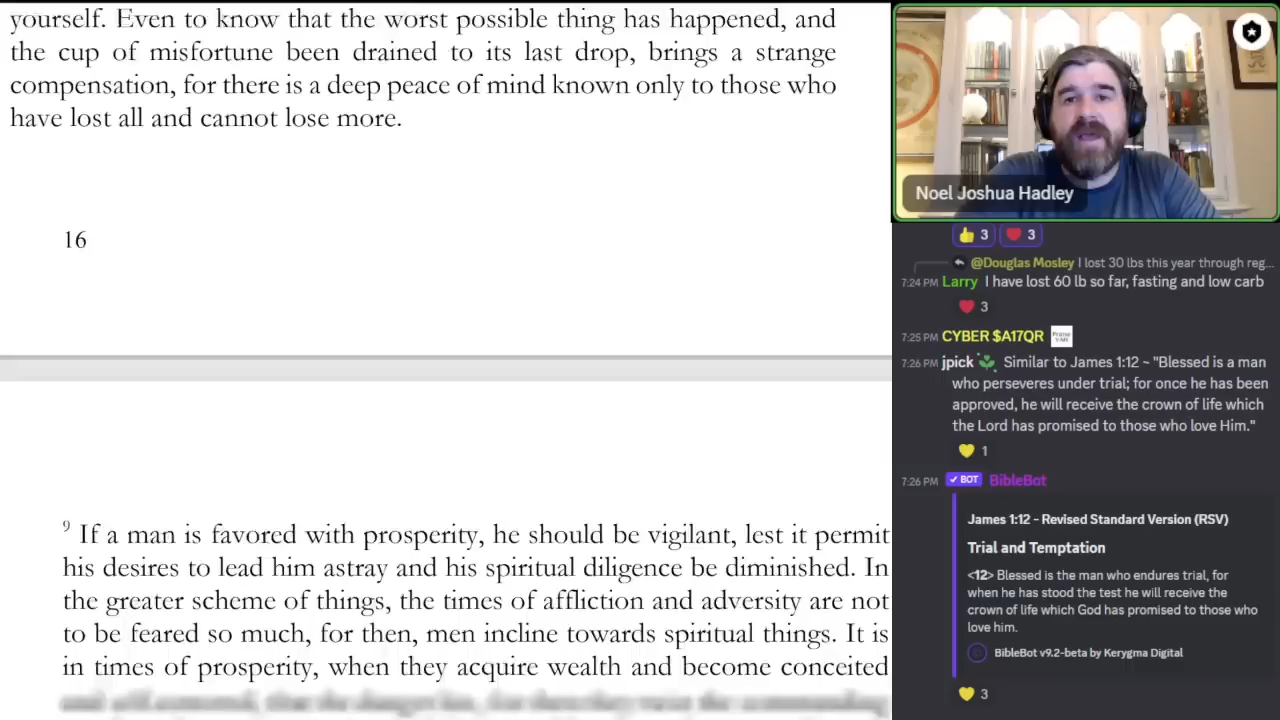 yourself. Even to know that the worst possible thing has happened, and
the cup of misfortune been drained to its last drop, brings a strange
compensation, for there is a deep peace of mind known only to those who
have lost all and cannot lose more.
16
9 If a man is favored with prosperity, he should be vigilant, lest it permit
his desires to lead him astray and his spiritual diligence be diminished. In
the greater scheme of things, the times of affliction and adversity are not
to be feared so much, for then, men incline towards spiritual things. It is
in times of prosperity, when they acquire wealth and become conceited
Noel Joshua Hadley
3 3
@Douglas Mosley I lost 30 lbs this year through reg...
7:24 PM Larry I have lost 60 lb so far, fasting and low carb
3
7:25 PM CYBER $A17QR
7:26 PM jpick Similar to James 1:12 ~ "Blessed is a man
who perseveres under trial; for once he has been
approved, he will receive the crown of life which
the Lord has promised to those who love Him."
1
7:26 PM BOT BibleBot
James 1:12 - Revised Standard Version (RSV)
Trial and Temptation
<12> Blessed is the man who endures trial, for
when he has stood the test he will receive the
crown of life which God has promised to those who
love him.
BibleBot v9.2-beta by Kerygma Digital
3